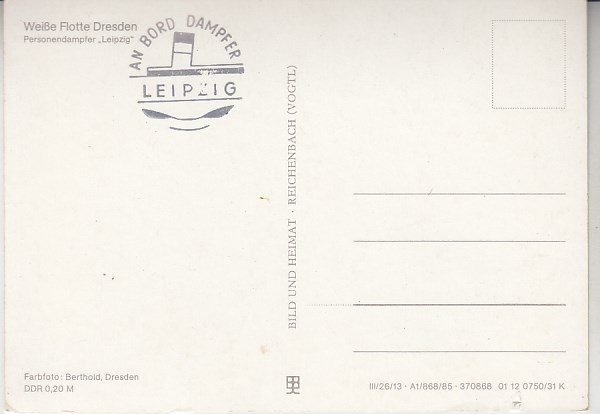 Weiße Flotte Dresden
Personendampfer „Leipzig“
AN BORD DAMPFER
LEIPZIG
BILD UND HEIMAT · REICHENBACH (VOGTL)
Farbfoto: Berthold, Dresden
DDR 0,20 M
III/26/13 · A1/868/85 · 370868 01 12 0750/31 K